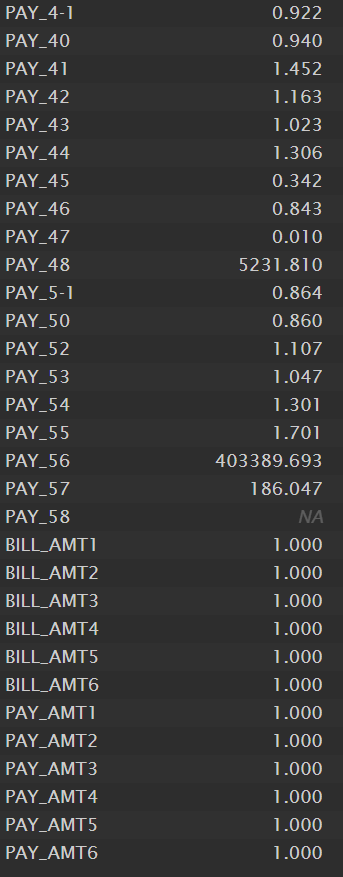 PAY_4-1 0.922
PAY_40 0.940
PAY_41 1.452
PAY_42 1.163
PAY_43 1.023
PAY_44 1.306
PAY_45 0.342
PAY_46 0.843
PAY_47 0.010
PAY_48 5231.810
PAY_5-1 0.864
PAY_50 0.860
PAY_52 1.107
PAY_53 1.047
PAY_54 1.301
PAY_55 1.701
PAY_56 403389.693
PAY_57 186.047
PAY_58 NA
BILL_AMT1 1.000
BILL_AMT2 1.000
BILL_AMT3 1.000
BILL_AMT4 1.000
BILL_AMT5 1.000
BILL_AMT6 1.000
PAY_AMT1 1.000
PAY_AMT2 1.000
PAY_AMT3 1.000
PAY_AMT4 1.000
PAY_AMT5 1.000
PAY_AMT6 1.000